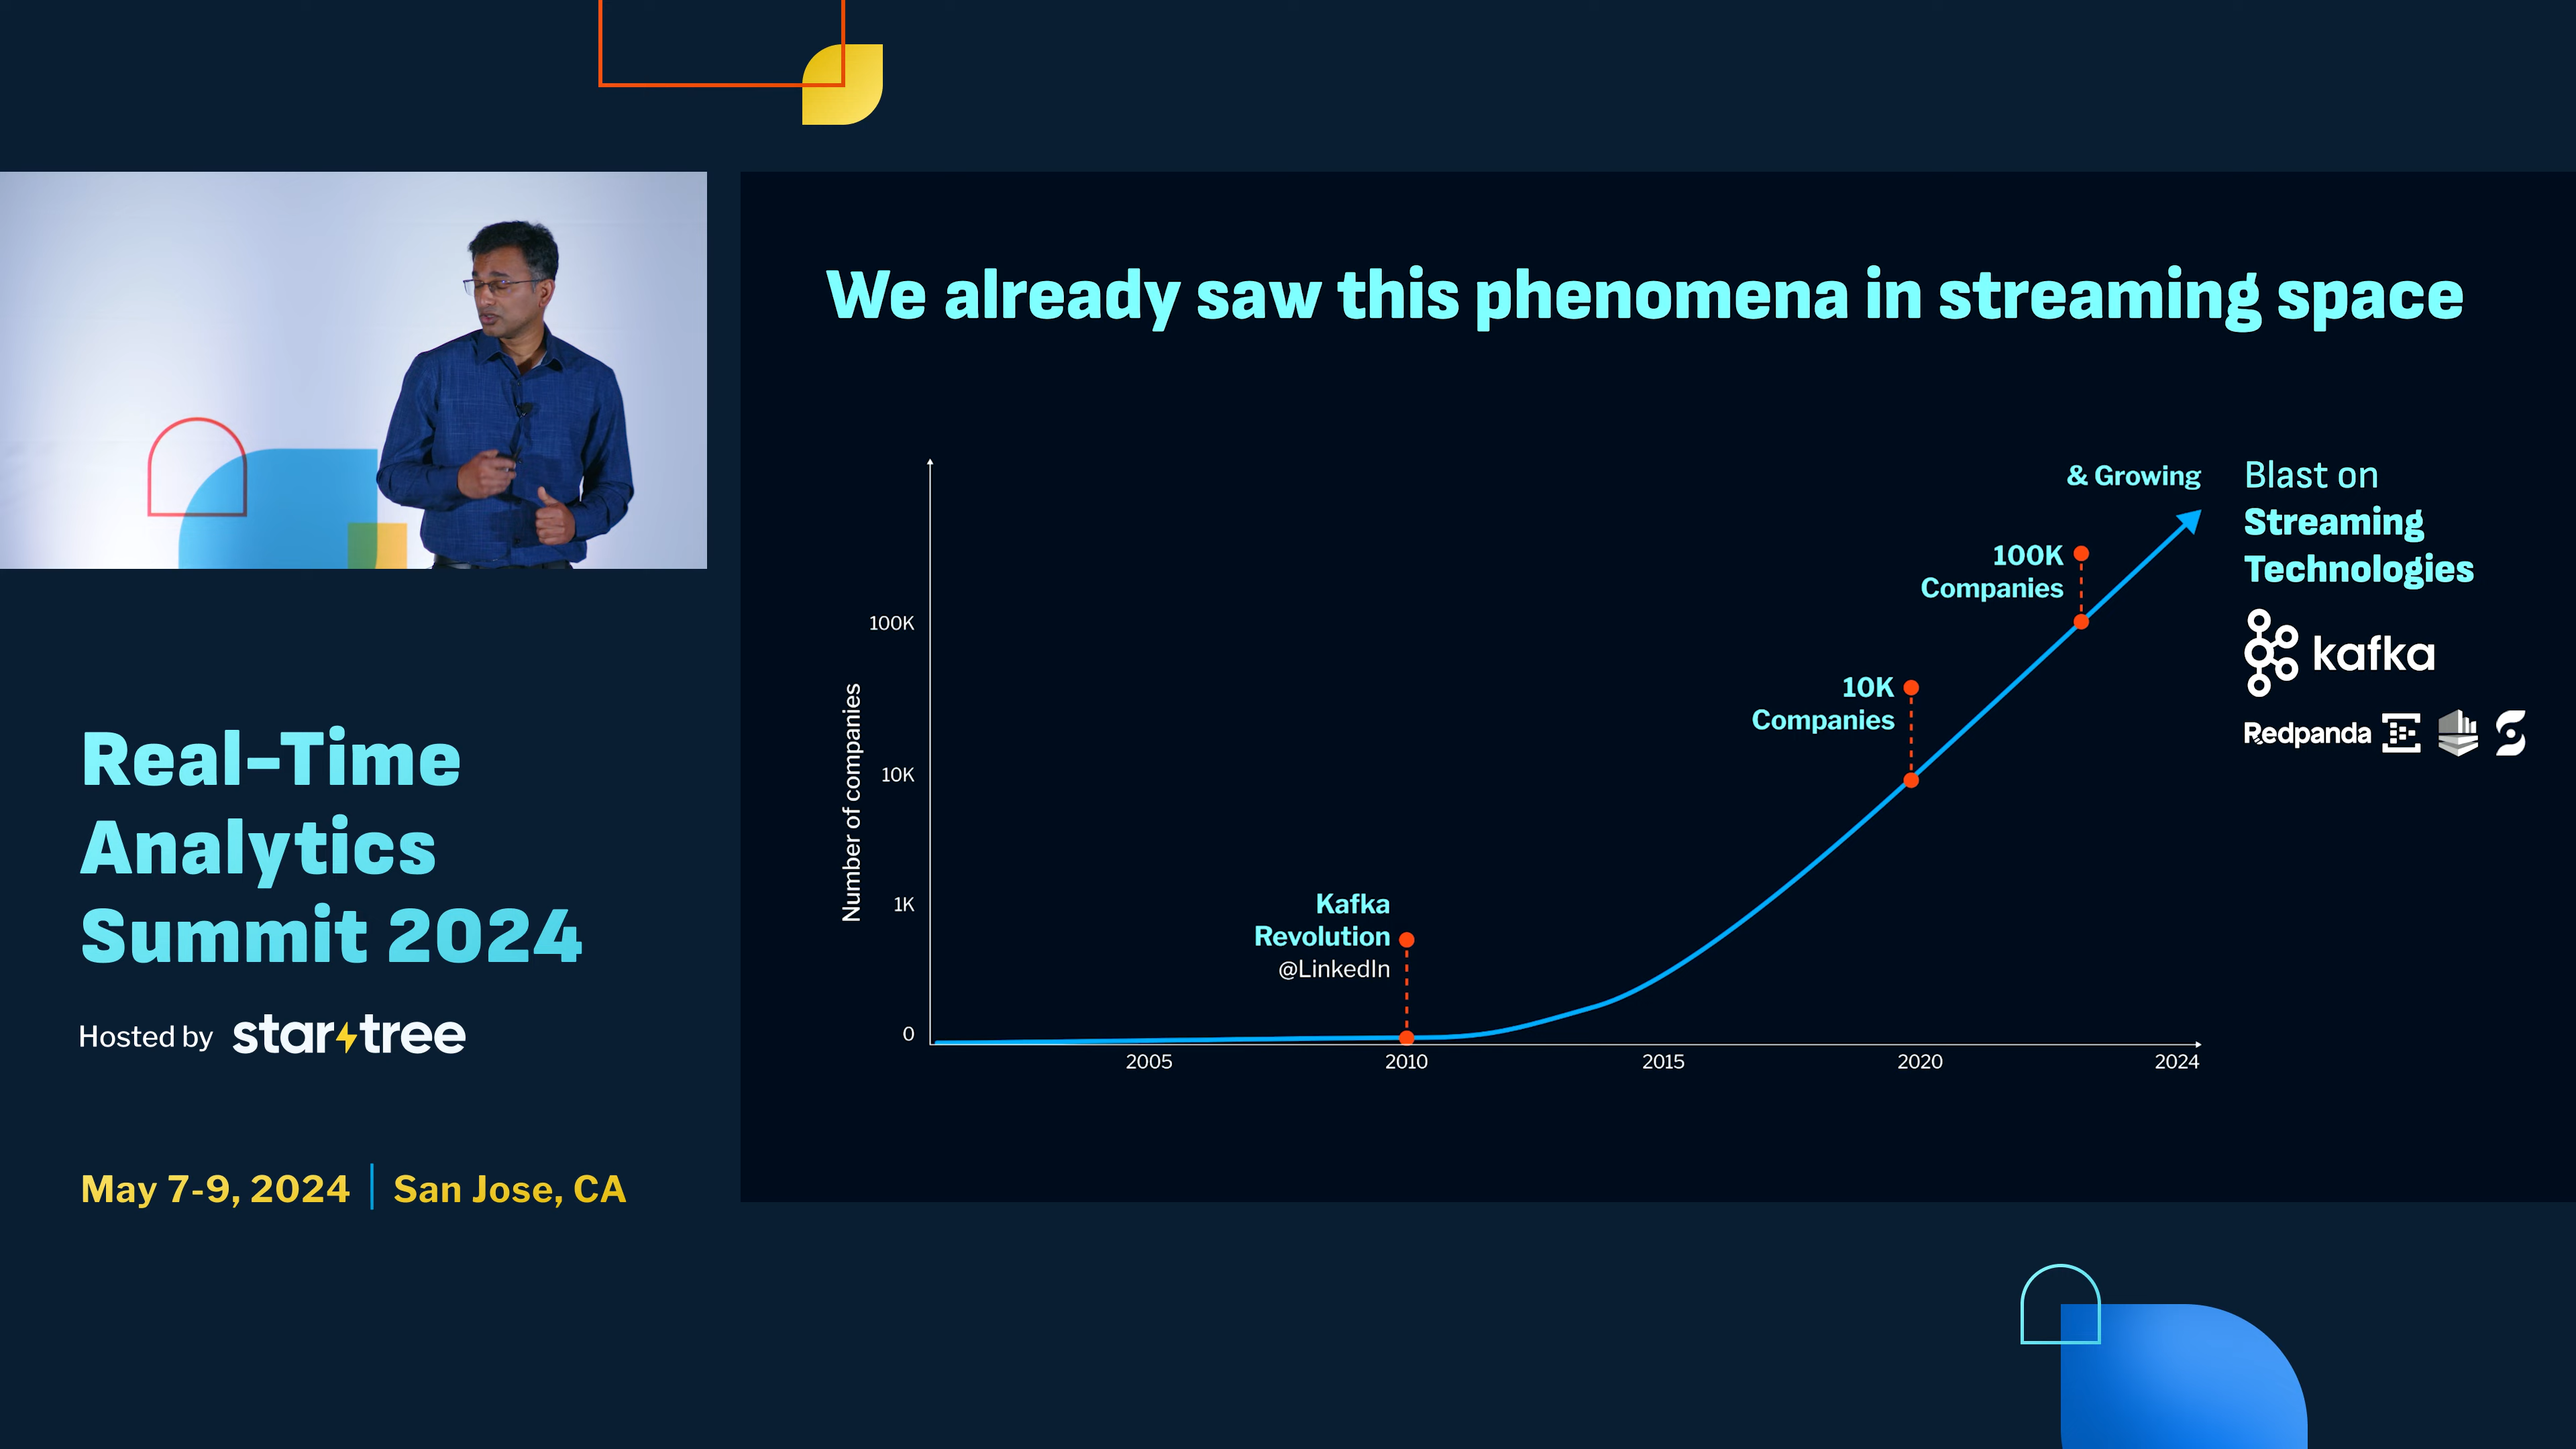 We already saw this phenomena in streaming space
& Growing
Blast on
Streaming
Technologies
100K
Companies
kafka
Redpanda
10K
Companies
Kafka
Revolution
@LinkedIn
Number of companies
100K
10K
1K
0
2005
2010
2015
2020
2024
Real-Time
Analytics
Summit 2024
Hosted by startree
May 7-9, 2024 | San Jose, CA